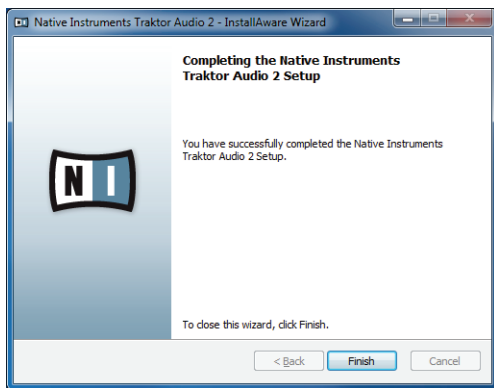 Native Instruments Traktor Audio 2 - InstallAware Wizard
Completing the Native Instruments
Traktor Audio 2 Setup
You have successfully completed the Native Instruments
Traktor Audio 2 Setup.
NI
To close this wizard, click Finish.
< Back
Finish
Cancel